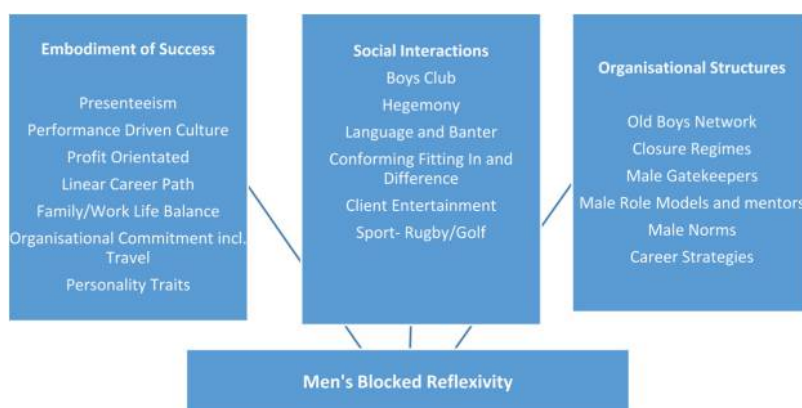 Embodiment of Success
Presenteeism
Performance Driven Culture
Profit Orientated
Linear Career Path
Family/Work Life Balance
Organisational Commitment incl.
Travel
Personality Traits
Social Interactions
Boys Club
Hegemony
Language and Banter
Conforming Fitting In and
Difference
Client Entertainment
Sport- Rugby/Golf
Organisational Structures
Old Boys Network
Closure Regimes
Male Gatekeepers
Male Role Models and mentors
Male Norms
Career Strategies
Men's Blocked Reflexivity